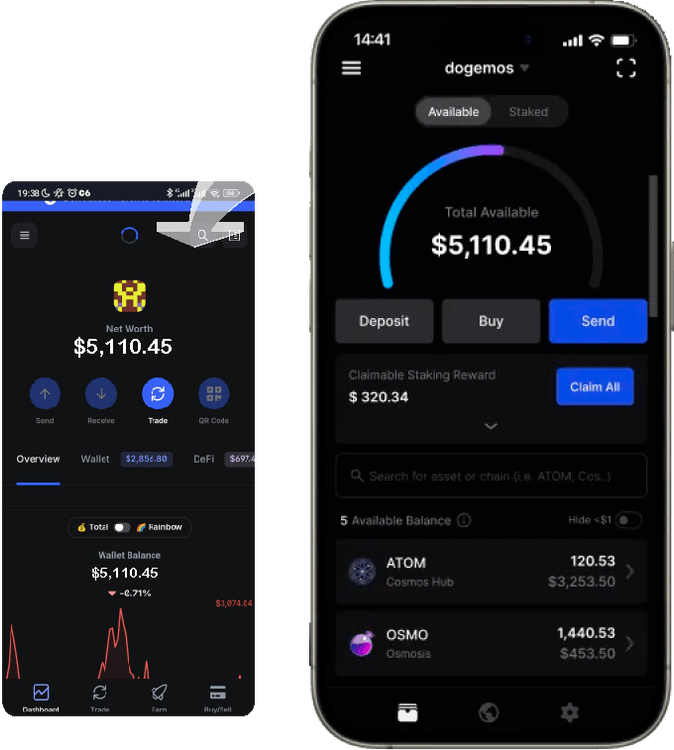 19:38
Net Worth
$5,110.45
Send
Receive
Trade
QR Code
Overview
Wallet
$2,856.80
DeFi
$697.4
Total
Rainbow
Wallet Balance
$5,110.45
-0.71%
$3,074.64
Dashboard
Trade
Earn
Buy/Sell
14:41
dogemos
Available
Staked
Total Available
$5,110.45
Deposit
Buy
Send
Claimable Staking Reward
$ 320.34
Claim All
Search for asset or chain (i.e. ATOM, Cos..)
5 Available Balance
Hide <$1
ATOM
120.53
Cosmos Hub
$3,253.50
OSMO
1,440.53
Osmosis
$453.50